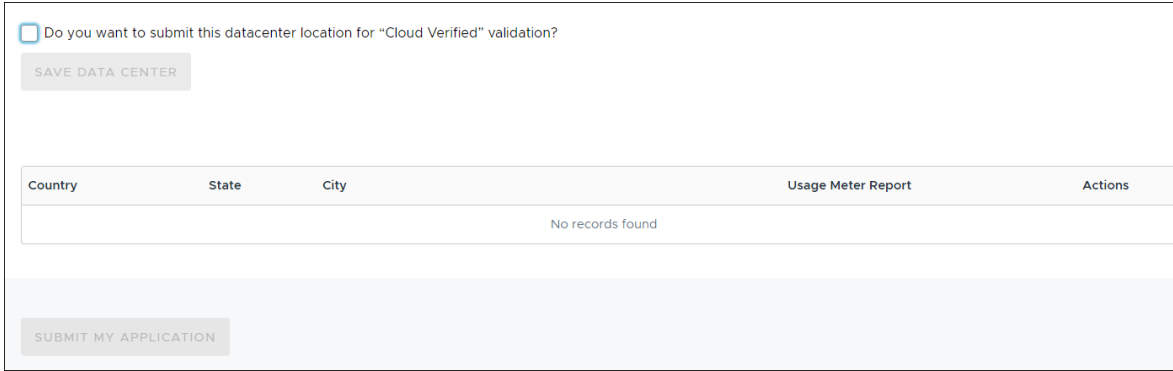 Do you want to submit this datacenter location for “Cloud Verified” validation?
SAVE DATA CENTER
Country State City Usage Meter Report Actions
No records found
SUBMIT MY APPLICATION